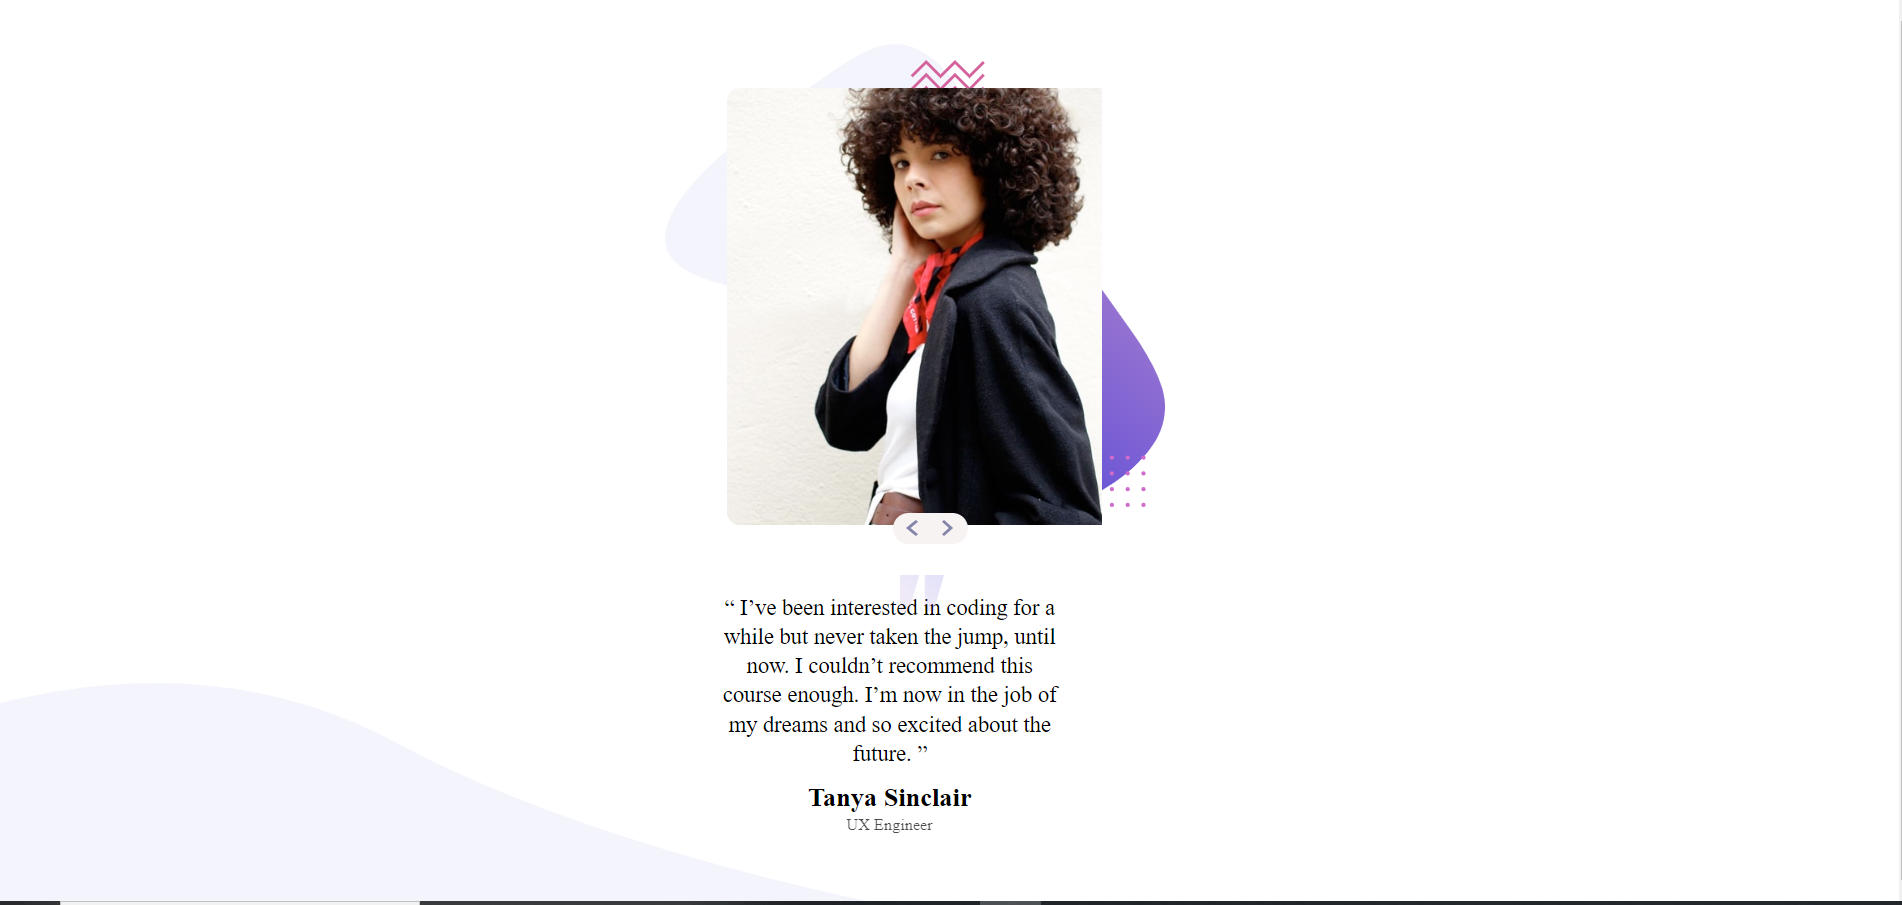 “ I’ve been interested in coding for a
while but never taken the jump, until
now. I couldn’t recommend this
course enough. I’m now in the job of
my dreams and so excited about the
future. ”
Tanya Sinclair
UX Engineer